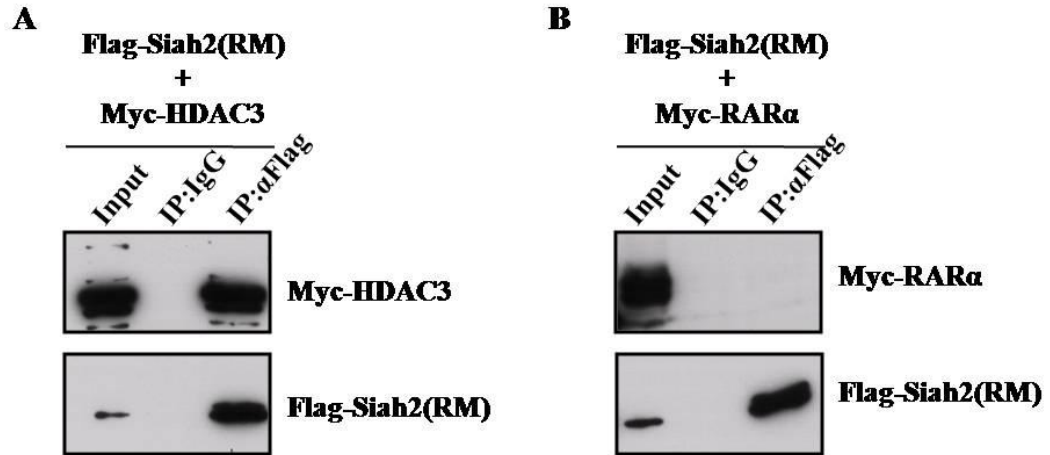 A
Flag-Siah2(RM)
+
Myc-HDAC3
Input
IP:IgG
IP:αFlag
Myc-HDAC3
Flag-Siah2(RM)
B
Flag-Siah2(RM)
+
Myc-RARα
Input
IP:IgG
IP:αFlag
Myc-RARα
Flag-Siah2(RM)